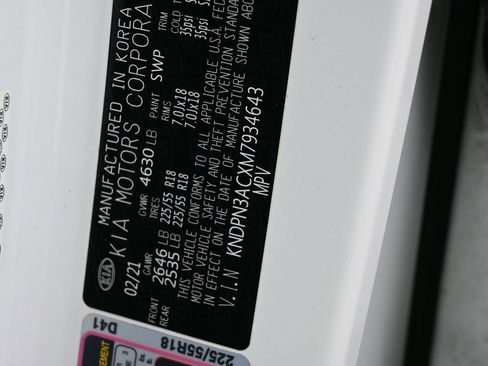 MANUFACTURED IN KOREA
KIA MOTORS CORPORA
KIA
02/21 GVWR 4630 LB PAINT SWP TRIM
GAWR TIRES RIMS COLD
FRONT 2646 LB 225/55 R18 7.0Jx18 35psi
REAR 2535 LB 225/55 R18 7.0Jx18 35psi
THIS VEHICLE CONFORMS TO ALL APPLICABLE U.S.A. FED
MOTOR VEHICLE SAFETY AND THEFT PREVENTION STANDA
IN EFFECT ON THE DATE OF MANUFACTURE SHOWN ABO
V.I.N KNDPN3ACXM7934643
MPV
D41
225/55R18